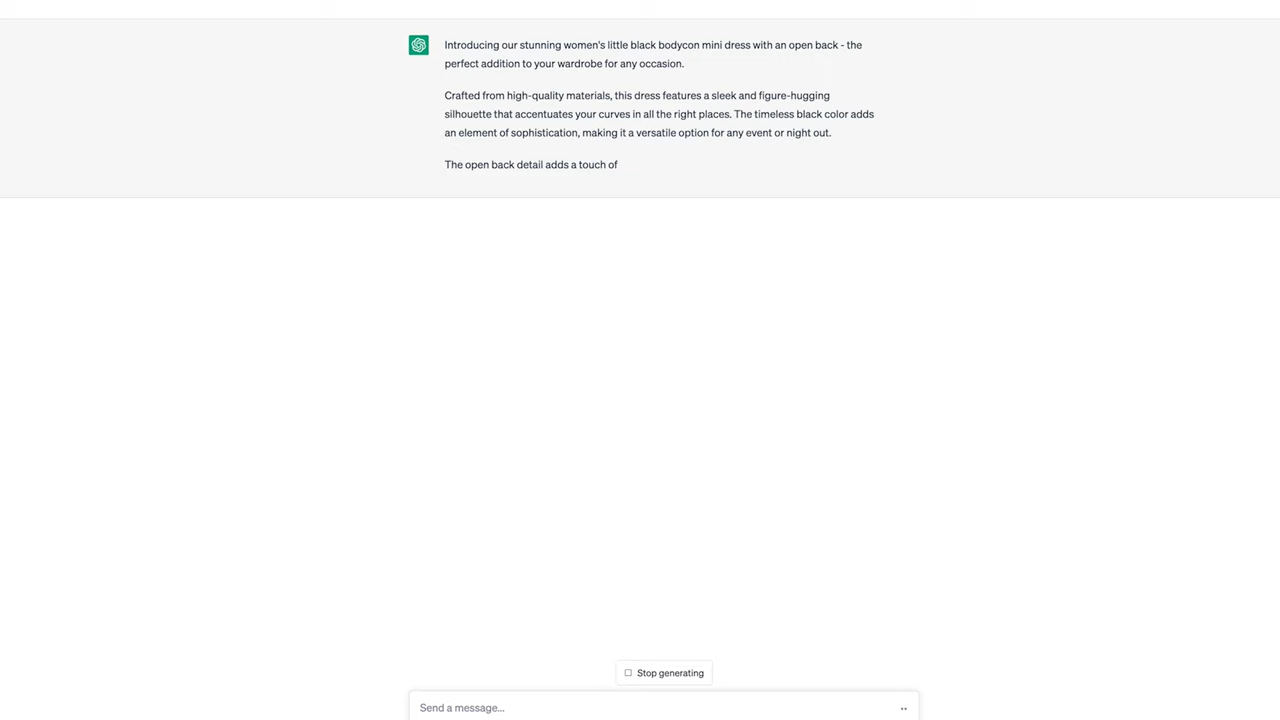 Introducing our stunning women's little black bodycon mini dress with an open back - the
perfect addition to your wardrobe for any occasion.
Crafted from high-quality materials, this dress features a sleek and figure-hugging
silhouette that accentuates your curves in all the right places. The timeless black color adds
an element of sophistication, making it a versatile option for any event or night out.
The open back detail adds a touch of
Stop generating
Send a message...